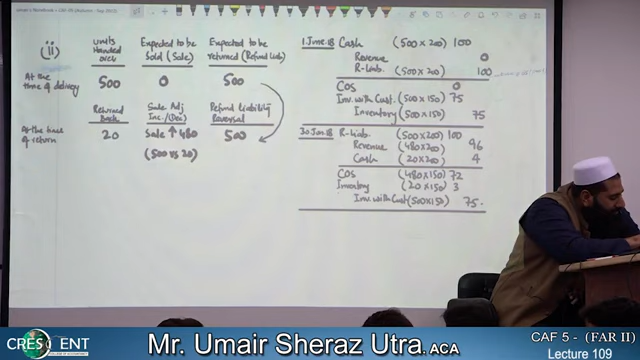 (ii)
units Handed over
Expected to be Sold (Sale)
Expected to be returned (Refund Liab)
At the time of delivery
500
0
500
Returned Back
Sale Adj Inc/(Dec)
Refund Liability Reversal
At the time of return
20
Sale ↑ 480
500
(500 vs 20)
1 June.18 Cash (500 x 200) 100
Revenue 0
R-Liab. (500 x 200) 100
COS 0
Inv. with Cust. (500 x 150) 75
Inventory (500 x 150) 75
30 Jun.18 R-Liab. (500 x 200) 100
Revenue (480 x 200) 96
Cash (20 x 200) 4
COS (480 x 150) 72
Inventory (20 x 150) 3
Inv. with Cust (500 x 150) 75.
CRESCENT
COLLEGE OF ACCOUNTANCY
Mr. Umair Sheraz Utra. ACA
CAF 5 - (FAR II)
Lecture 109